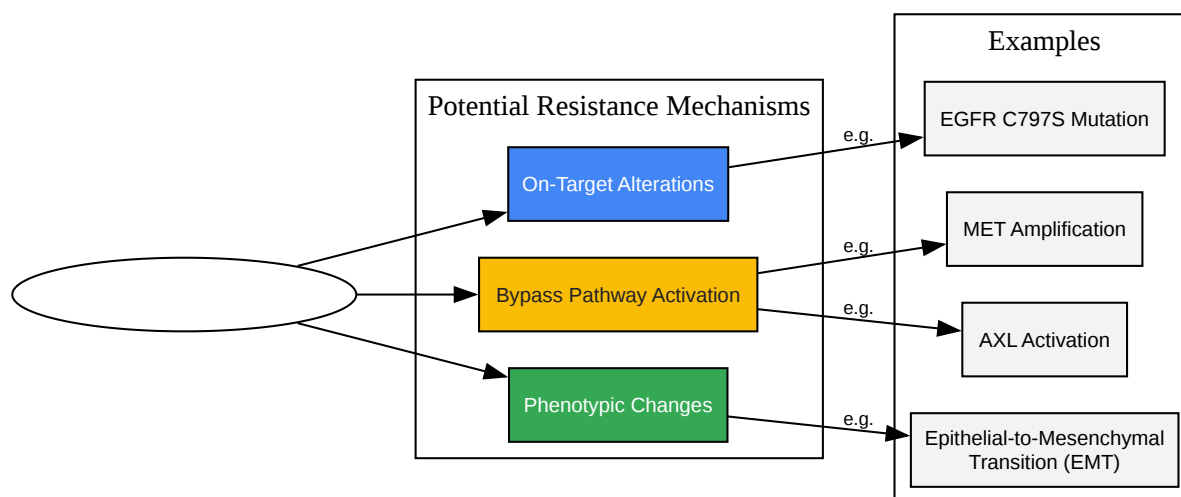 Examples
Potential Resistance Mechanisms
EGFR C797S Mutation
e.g.
On-Target Alterations
MET Amplification
e.g.
Bypass Pathway Activation
e.g.
AXL Activation
Phenotypic Changes
e.g.
Epithelial-to-Mesenchymal
Transition (EMT)